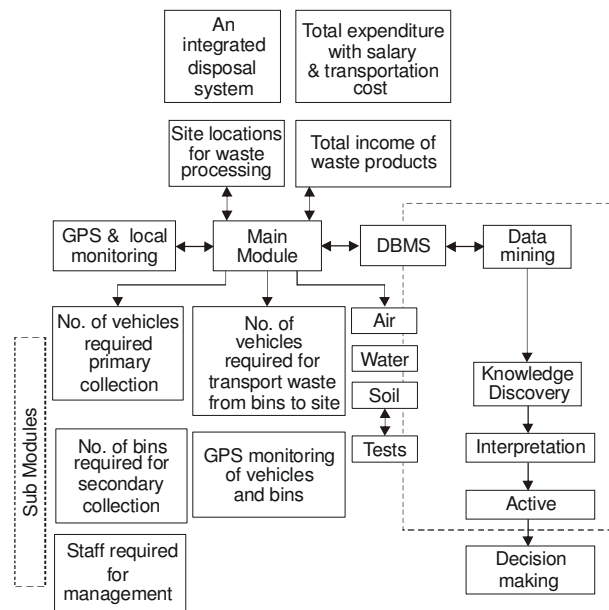 An
integrated
disposal
system
Total expenditure
with salary
& transportation
cost
Site locations
for waste
processing
Total income of
waste products
GPS & local
monitoring
Main
Module
DBMS
Data
mining
No. of vehicles
required
primary
collection
No. of
vehicles
required for
transport waste
from bins to site
Air
Water
Soil
Tests
Knowledge
Discovery
Interpretation
Active
Decision
making
Sub Modules
No. of bins
required for
secondary
collection
GPS monitoring
of vehicles
and bins
Staff required
for
management